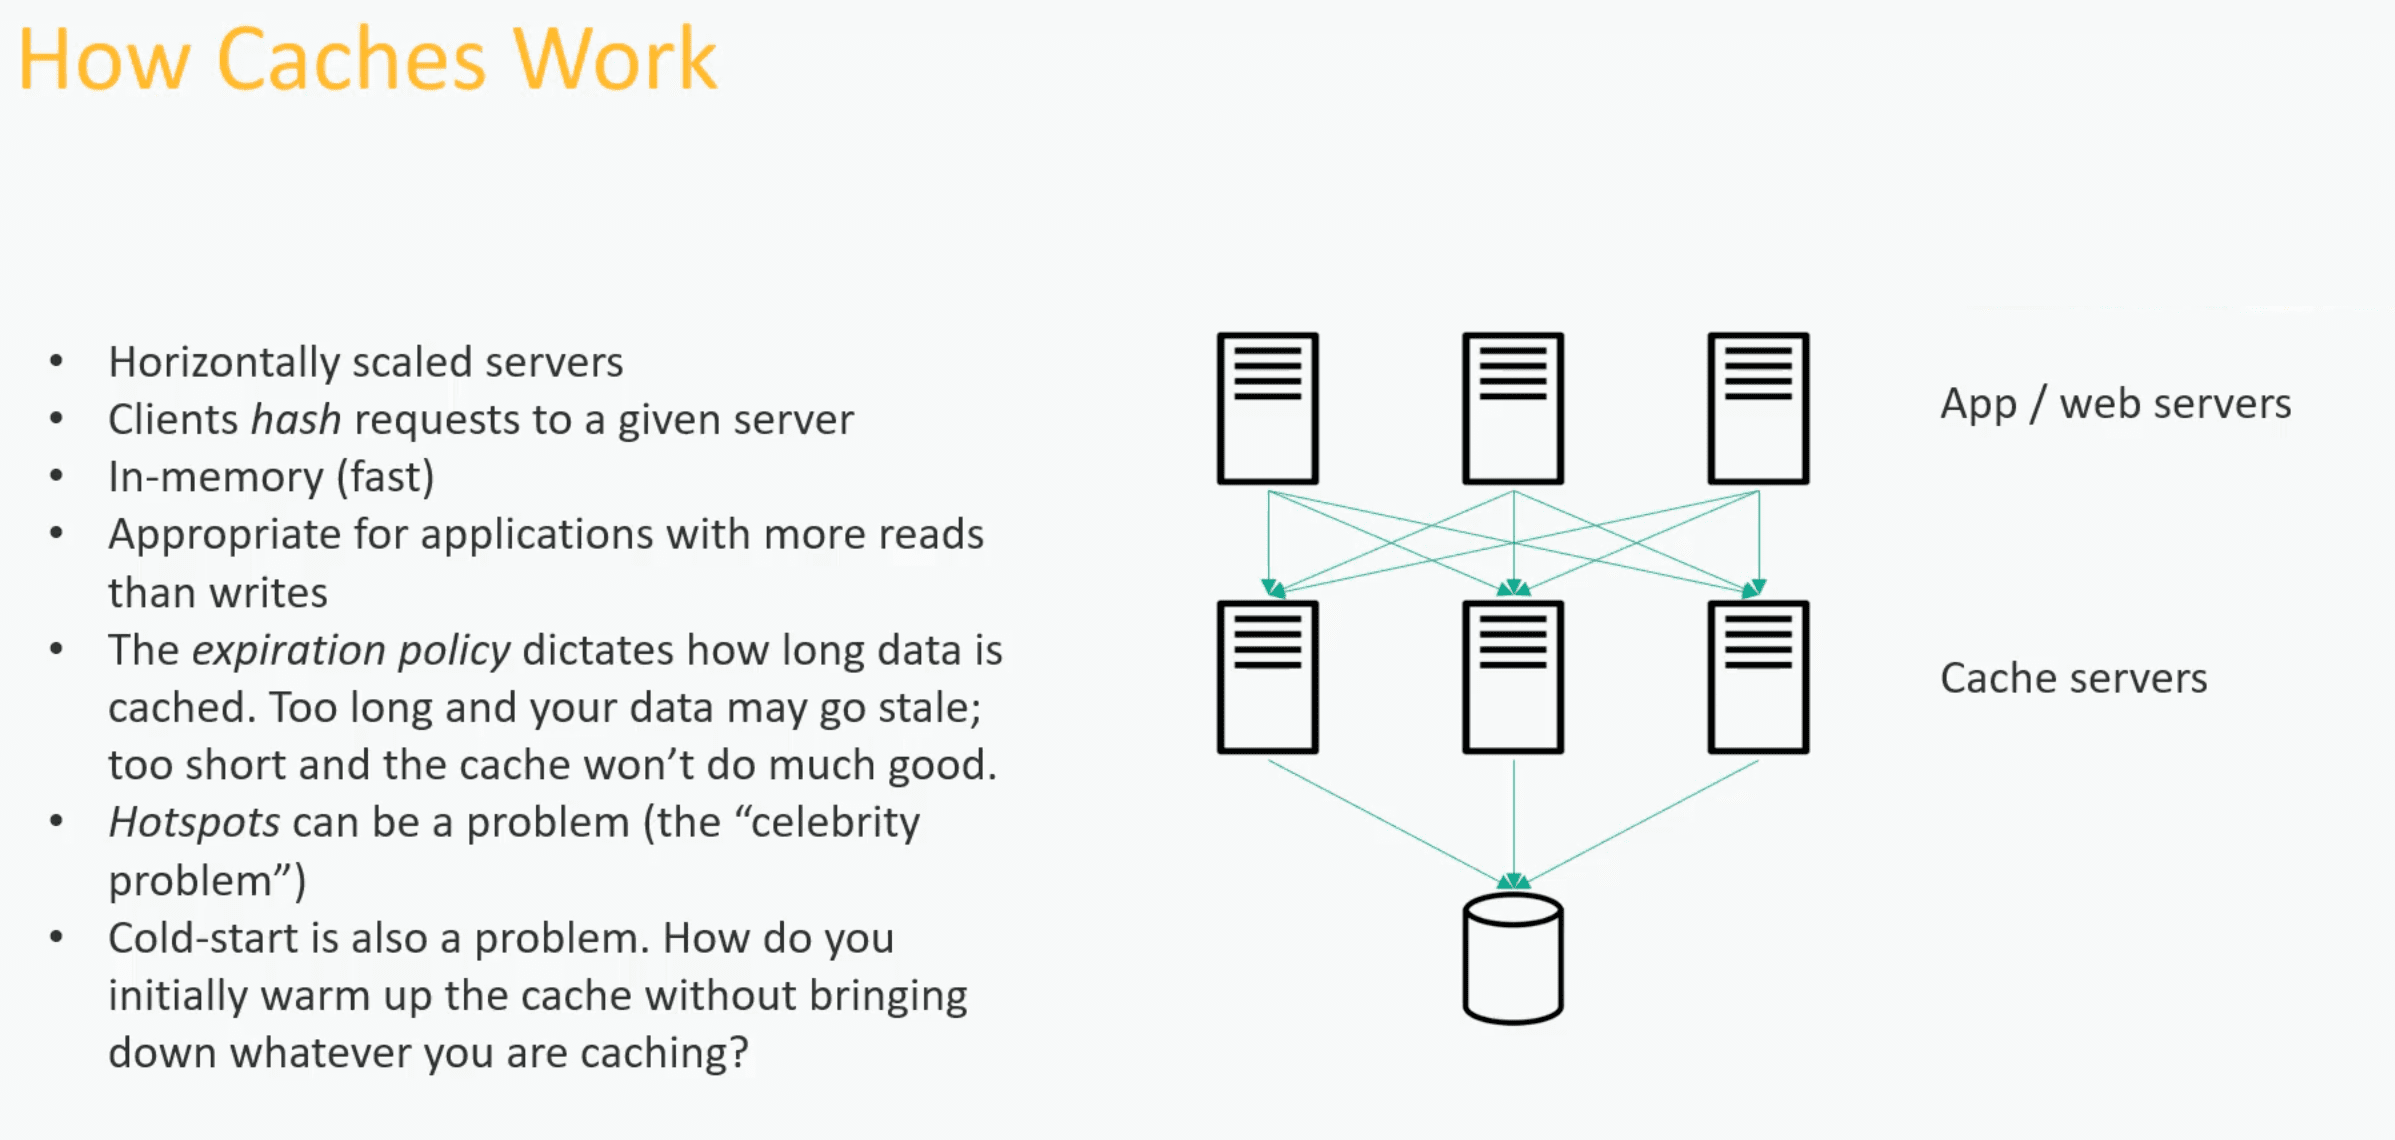 How Caches Work
• Horizontally scaled servers
• Clients hash requests to a given server
• In-memory (fast)
• Appropriate for applications with more reads
than writes
• The expiration policy dictates how long data is
cached. Too long and your data may go stale;
too short and the cache won’t do much good.
• Hotspots can be a problem (the “celebrity
problem”)
• Cold-start is also a problem. How do you
initially warm up the cache without bringing
down whatever you are caching?
App / web servers
Cache servers